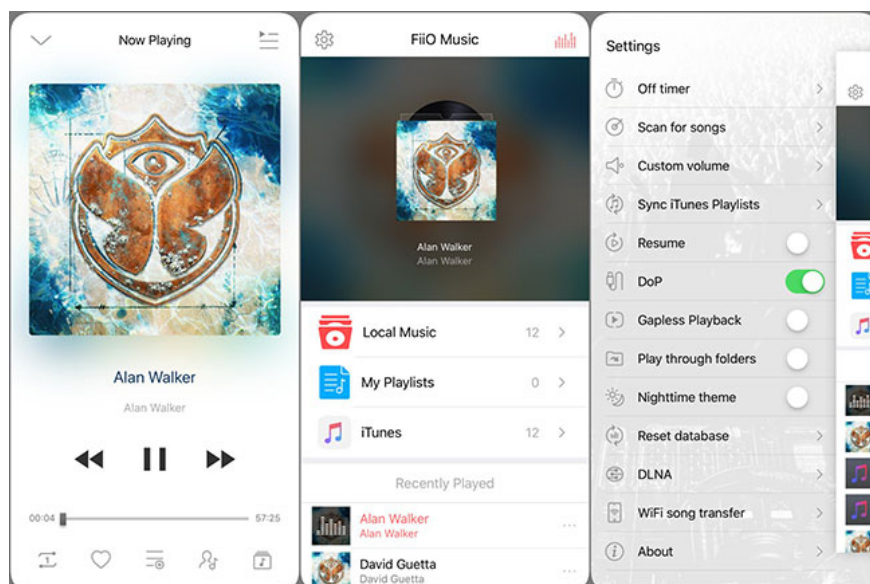 Now Playing
Alan Walker
Alan Walker
00:04
57:25
1
FiiO Music
Alan Walker
Alan Walker
Local Music 12
My Playlists 0
iTunes 12
Recently Played
Alan Walker
Alan Walker
David Guetta
David Guetta
Settings
Off timer
Scan for songs
Custom volume
Sync iTunes Playlists
Resume
DoP
Gapless Playback
Play through folders
Nighttime theme
Reset database
DLNA
WiFi song transfer
About